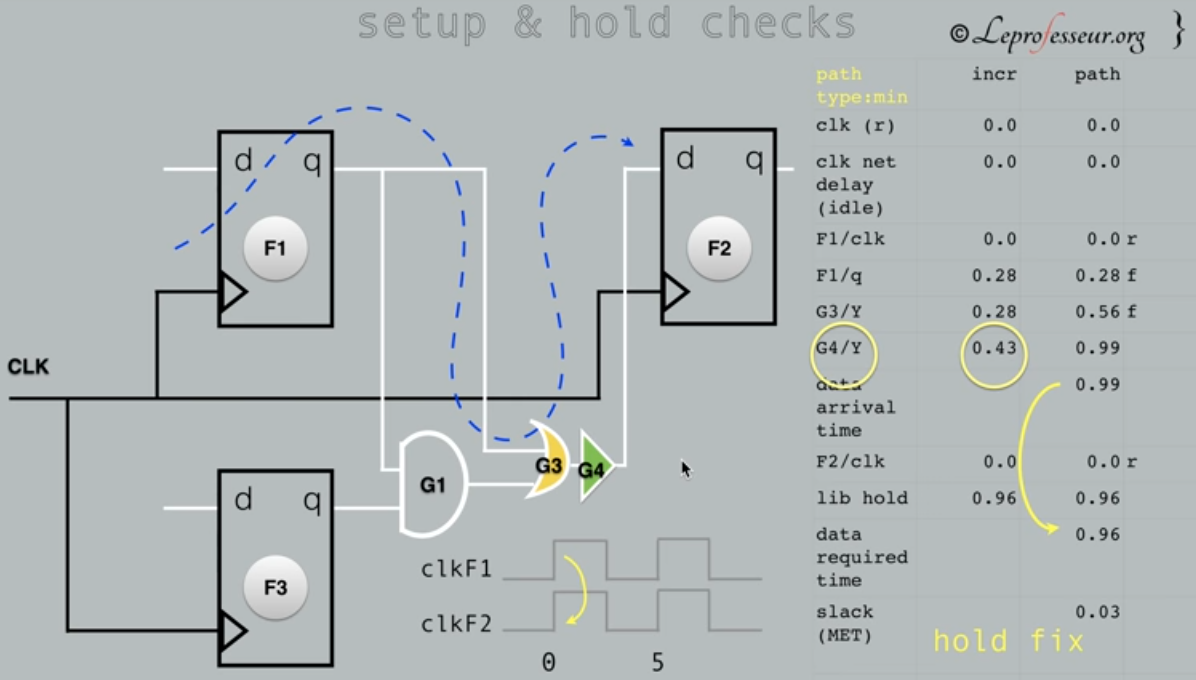 setup & hold checks
© Leprofesseur.org }
path type:min incr path
clk (r) 0.0 0.0
clk net delay (idle) 0.0 0.0
F1/clk 0.0 0.0 r
F1/q 0.28 0.28 f
G3/Y 0.28 0.56 f
G4/Y 0.43 0.99
data arrival time 0.99
F2/clk 0.0 0.0 r
lib hold 0.96 0.96
data required time 0.96
slack (MET) 0.03
hold fix
d q
F1
d q
F2
CLK
G1
G3
G4
d q
F3
clkF1
clkF2
0 5